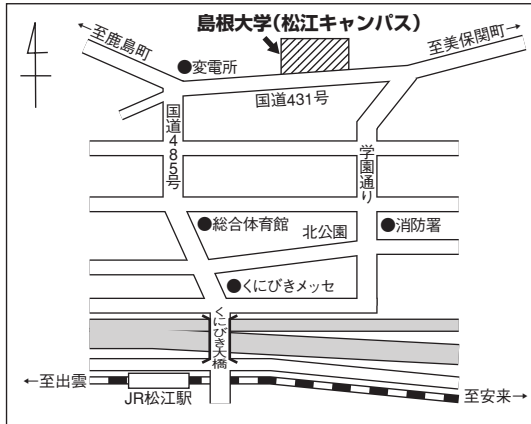 島根大学(松江キャンパス)
←至鹿島町
至美保関町→
●変電所
国道431号
国道485号
学園通り
●総合体育館
北公園
●消防署
●くにびきメッセ
くにびき大橋
←至出雲
JR松江駅
至安来→